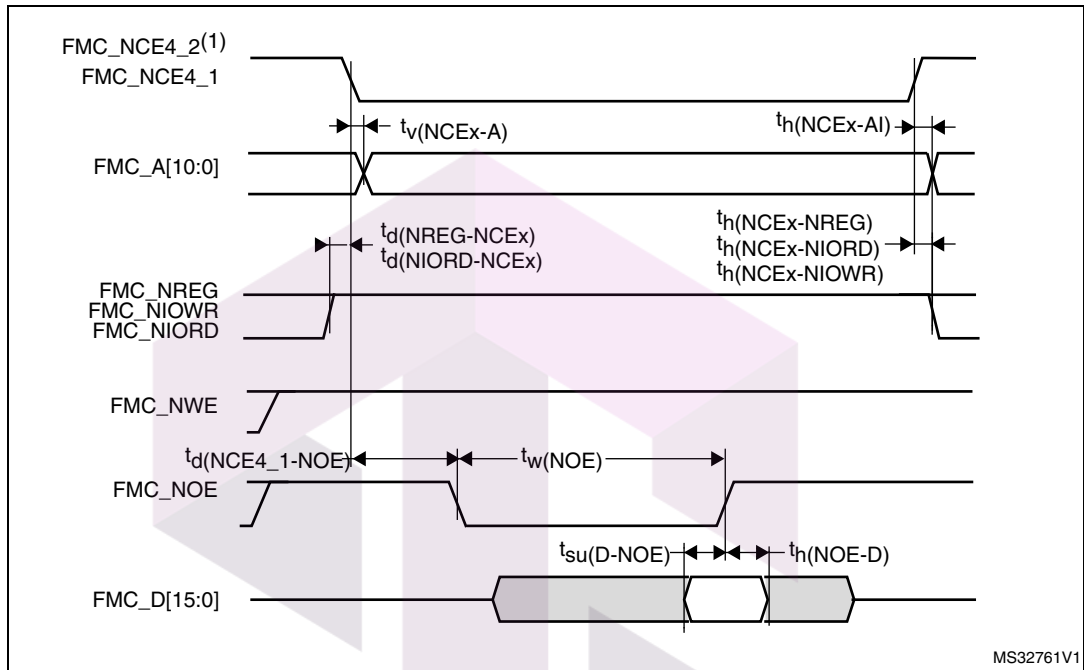 FMC_NCE4_2(1)
FMC_NCE4_1
tv(NCEx-A)
th(NCEx-AI)
FMC_A[10:0]
td(NREG-NCEx)
td(NIORD-NCEx)
th(NCEx-NREG)
th(NCEx-NIORD)
th(NCEx-NIOWR)
FMC_NREG
FMC_NIOWR
FMC_NIORD
FMC_NWE
td(NCE4_1-NOE)
tw(NOE)
FMC_NOE
tsu(D-NOE)
th(NOE-D)
FMC_D[15:0]
MS32761V1